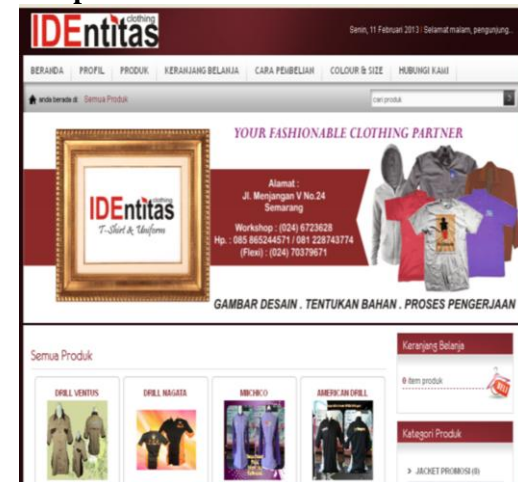 IDEntitas
clothing
Senin, 11 Februari 2013 | Selamat malam, pengunjung...
BERANDA PROFIL PRODUK KERANJANG BELANJA CARA PEMBELIAN COLOUR & SIZE HUBUNGI KAMI
anda berada di: Semua Produk
cari produk
YOUR FASHIONABLE CLOTHING PARTNER
IDEntitas
clothing
T-Shirt & Uniform
Alamat :
Jl. Menjangan V No.24
Semarang
Workshop : (024) 6723628
Hp. : 085 865244571 / 081 228743774
(Flexi) : (024) 70379671
GAMBAR DESAIN . TENTUKAN BAHAN . PROSES PENGERJAAN
Semua Produk
Keranjang Belanja
0 item produk
DRILL VENTUS
DRILL NAGATA
MICHICO
AMERICAN DRILL
Kategori Produk
> JACKET PROMOSI (0)